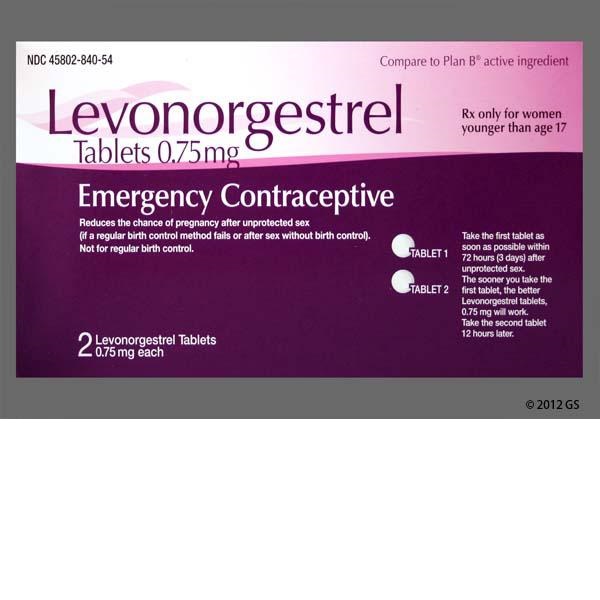 NDC 45802-840-54
Compare to Plan B® active ingredient
Levonorgestrel
Tablets 0.75mg
Rx only for women
younger than age 17
Emergency Contraceptive
Reduces the chance of pregnancy after unprotected sex
(if a regular birth control method fails or after sex without birth control).
Not for regular birth control.
TABLET 1
TABLET 2
Take the first tablet as
soon as possible within
72 hours (3 days) after
unprotected sex.
The sooner you take the
first tablet, the better
Levonorgestrel tablets,
0.75 mg will work.
Take the second tablet
12 hours later.
2 Levonorgestrel Tablets
0.75 mg each
© 2012 GS